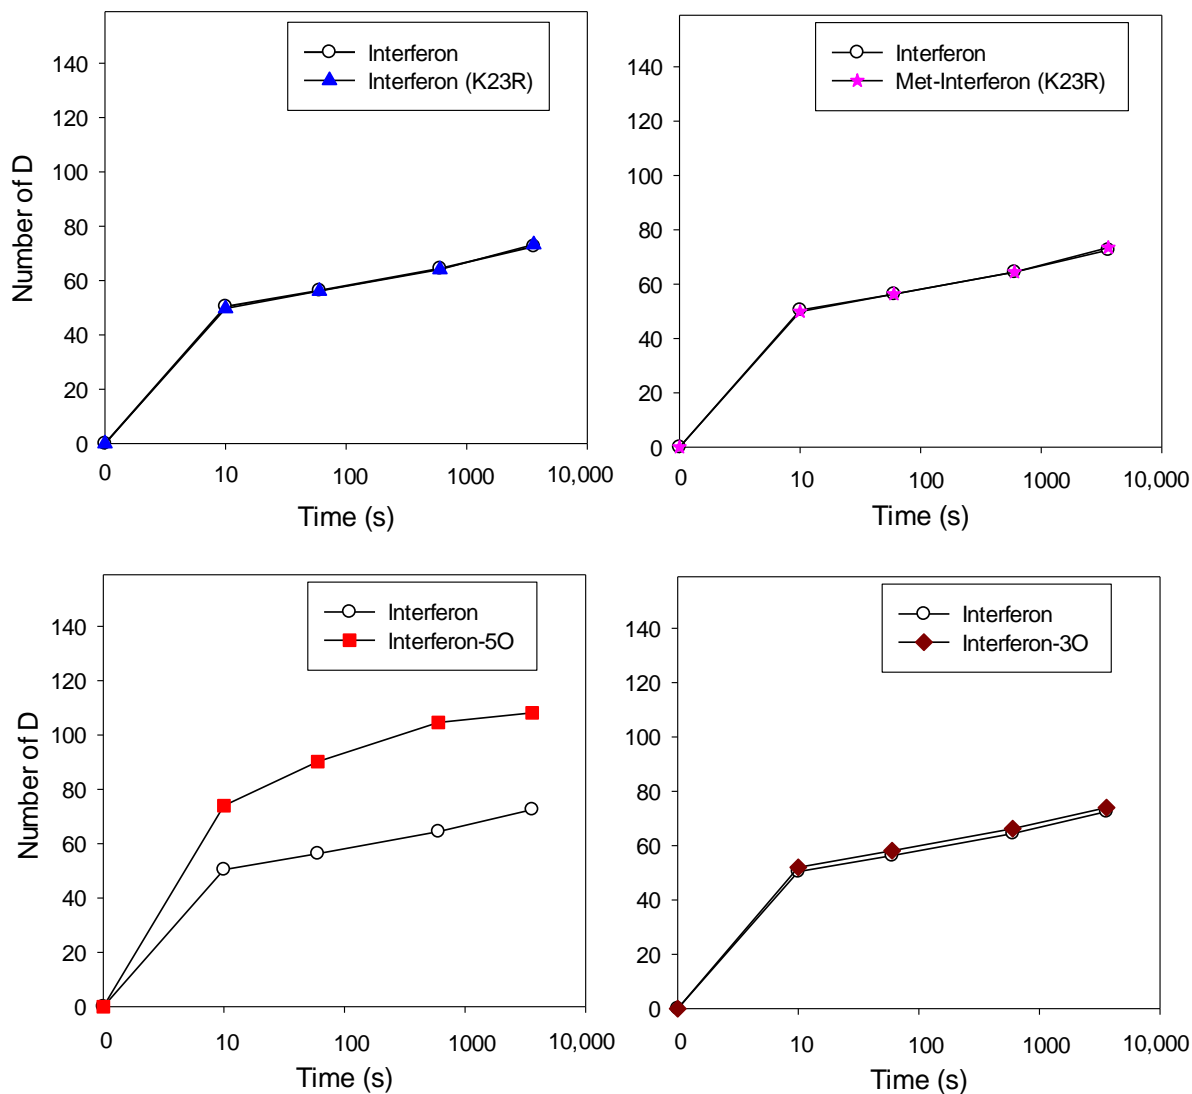 Interferon
Interferon (K23R)
Number of D
140
120
100
80
60
40
20
0
0 10 100 1000 10,000
Time (s)
Interferon
Met-Interferon (K23R)
140
120
100
80
60
40
20
0
0 10 100 1000 10,000
Time (s)
Interferon
Interferon-5O
Number of D
140
120
100
80
60
40
20
0
0 10 100 1000 10,000
Time (s)
Interferon
Interferon-3O
140
120
100
80
60
40
20
0
0 10 100 1000 10,000
Time (s)